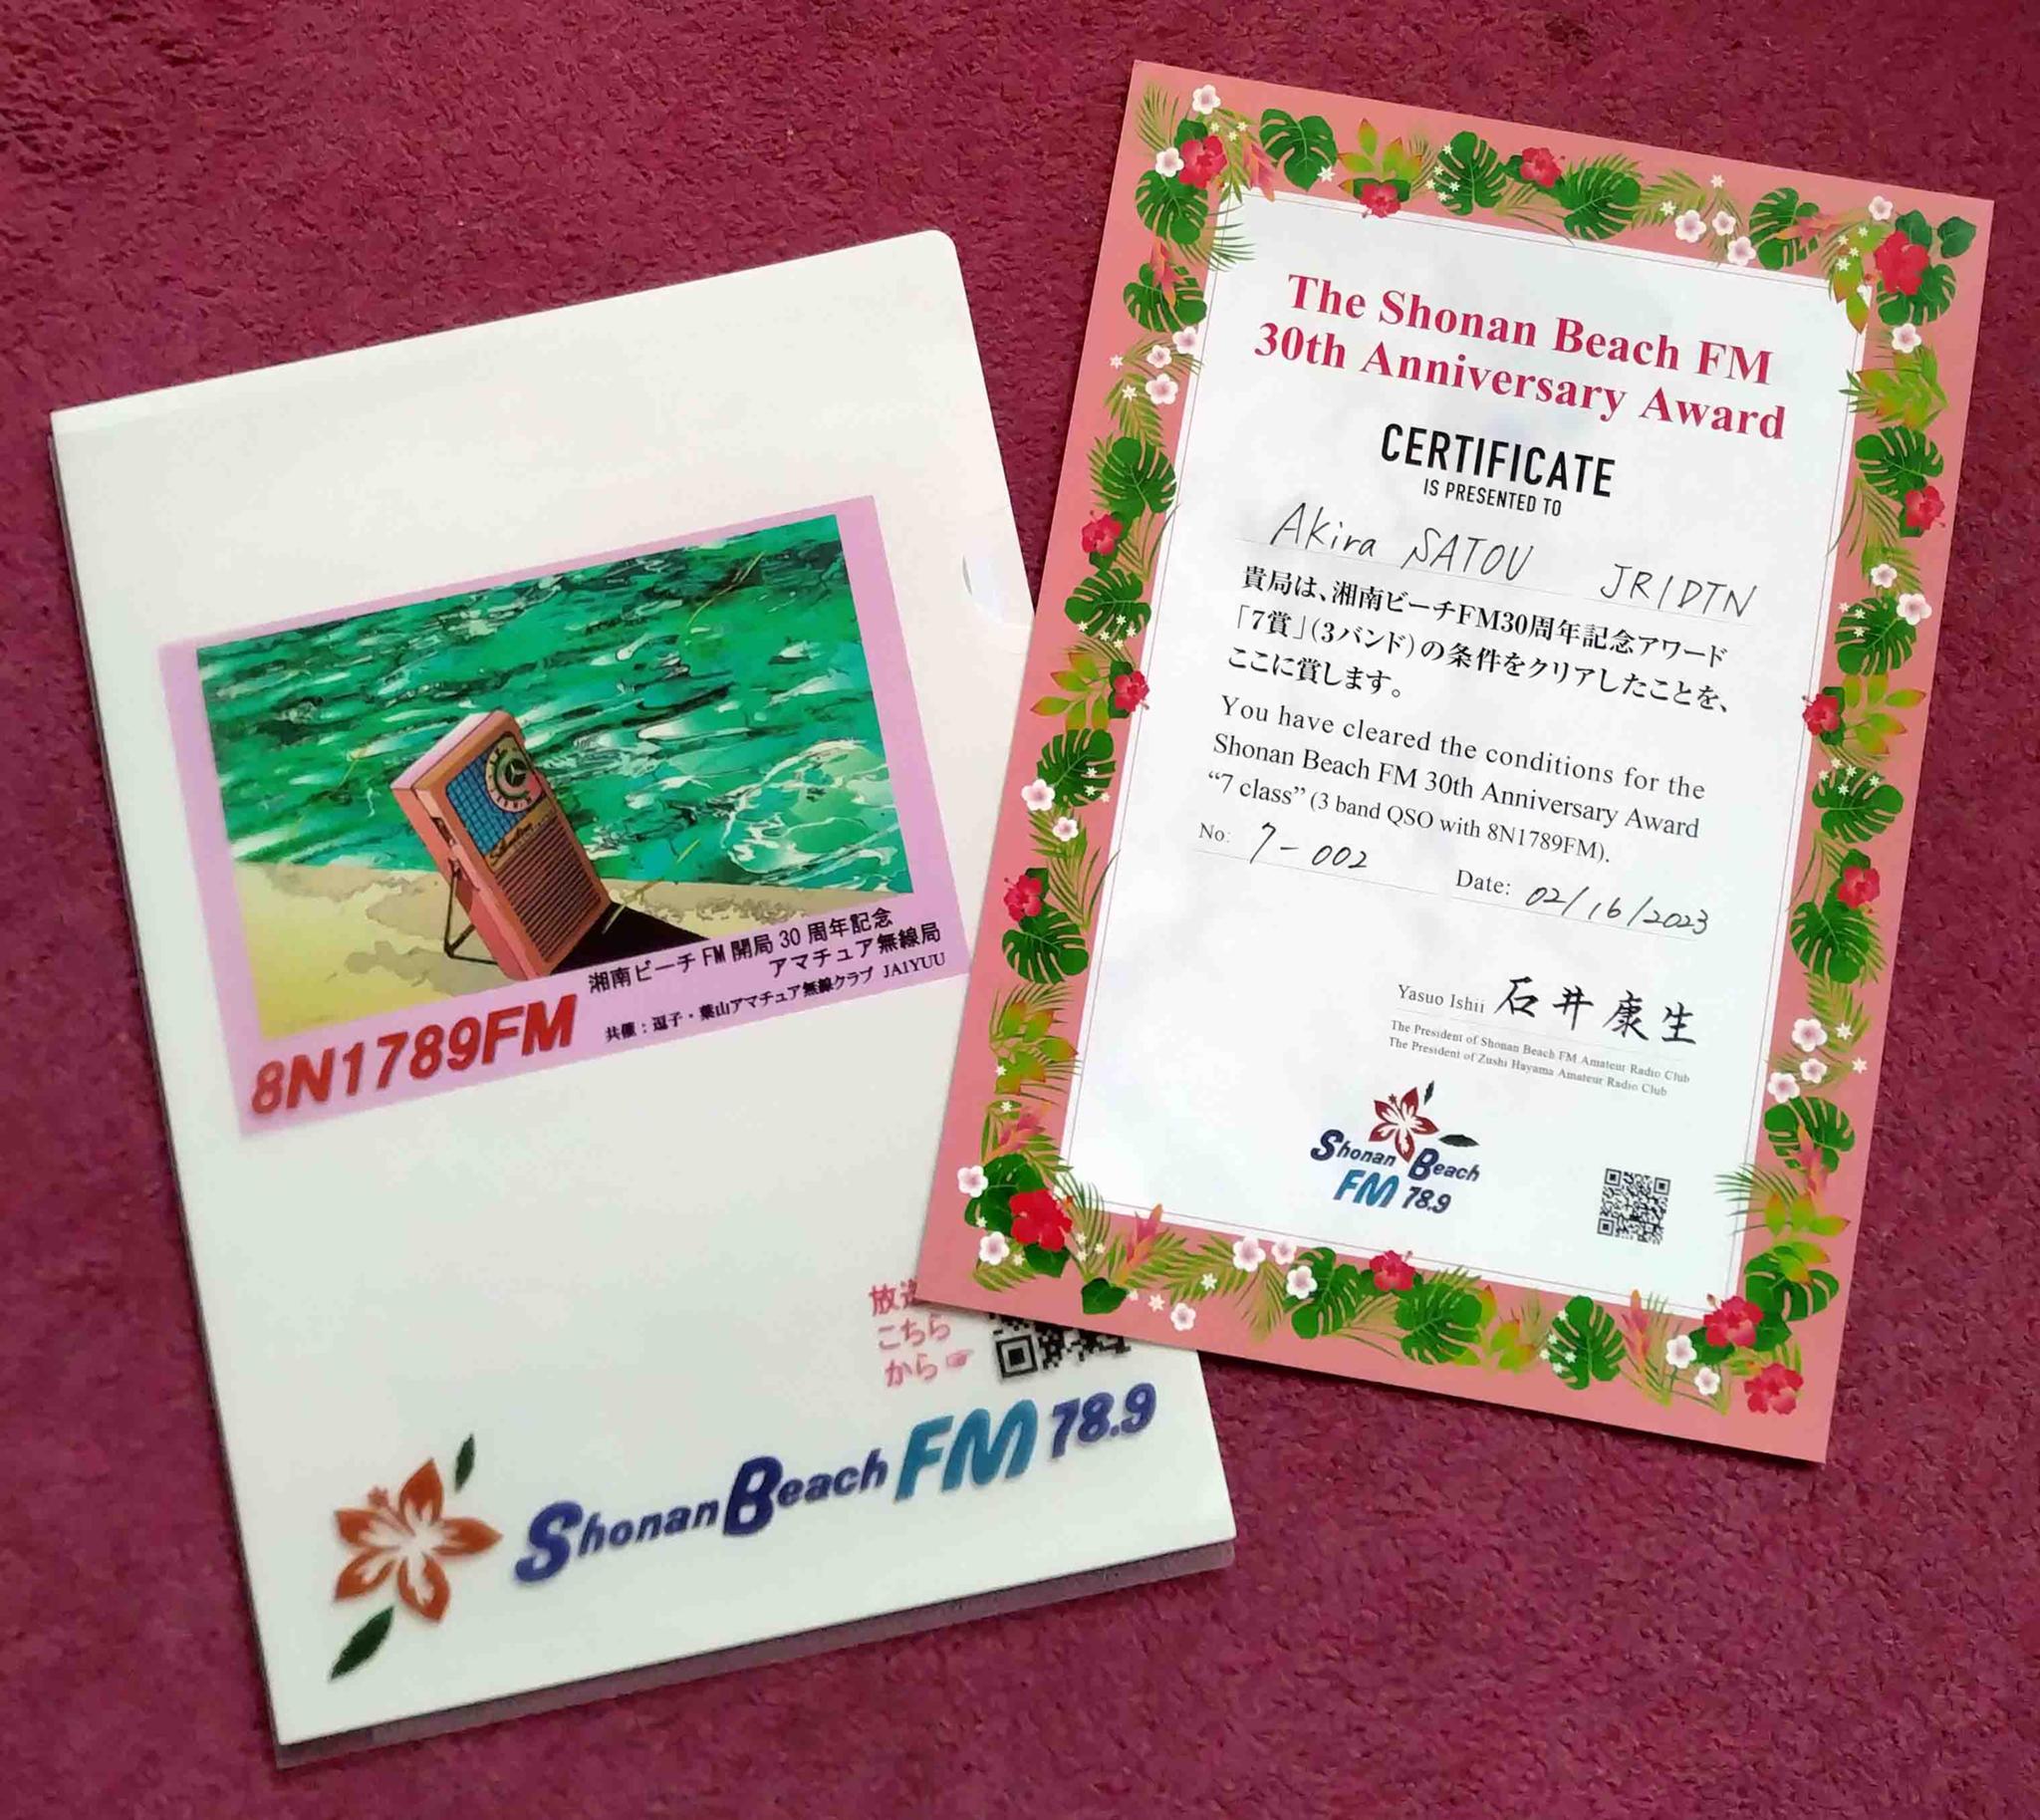 湘南ビーチFM開局30周年記念
アマチュア無線局
8N1789FM
共催：逗子・葉山アマチュア無線クラブ JA1YUU
放送
こちら
から☞
Shonan Beach FM 78.9
The Shonan Beach FM
30th Anniversary Award
CERTIFICATE
IS PRESENTED TO
Akira SATOU JR1DTN
貴局は、湘南ビーチFM30周年記念アワード
「7賞」(3バンド)の条件をクリアしたことを、
ここに賞します。
You have cleared the conditions for the
Shonan Beach FM 30th Anniversary Award
“7 class” (3 band QSO with 8N1789FM).
No: 7-002 Date: 02/16/2023
Yasuo Ishii 石井康生
The President of Shonan Beach FM Amateur Radio Club
The President of Zushi Hayama Amateur Radio Club
Shonan Beach
FM 78.9